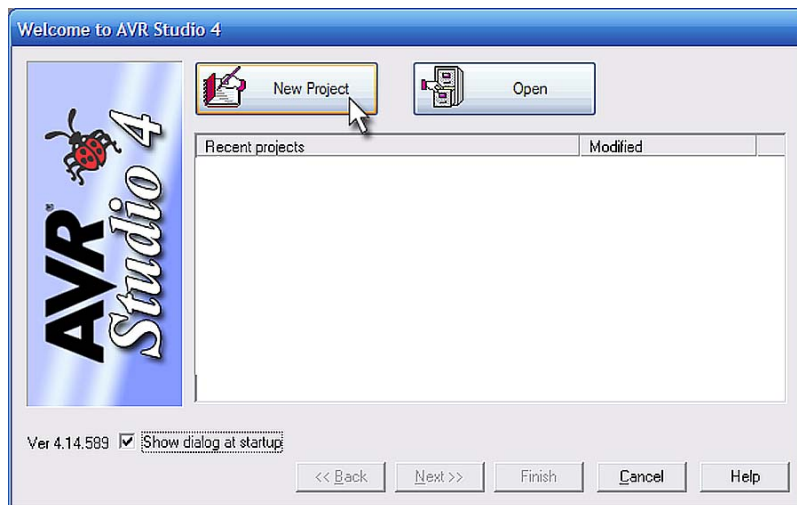 Welcome to AVR Studio 4
New Project
Open
AVR®
Studio 4
Recent projects
Modified
Ver 4.14.589
Show dialog at startup
<< Back
Next >>
Finish
Cancel
Help